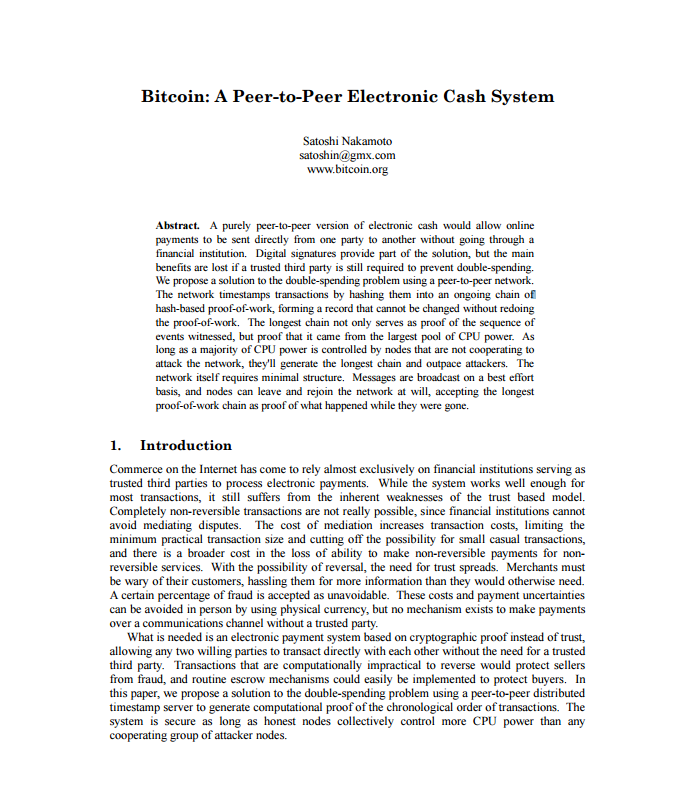 Bitcoin: A Peer-to-Peer Electronic Cash System
Satoshi Nakamoto
satoshin@gmx.com
www.bitcoin.org
Abstract. A purely peer-to-peer version of electronic cash would allow online
payments to be sent directly from one party to another without going through a
financial institution. Digital signatures provide part of the solution, but the main
benefits are lost if a trusted third party is still required to prevent double-spending.
We propose a solution to the double-spending problem using a peer-to-peer network.
The network timestamps transactions by hashing them into an ongoing chain of
hash-based proof-of-work, forming a record that cannot be changed without redoing
the proof-of-work. The longest chain not only serves as proof of the sequence of
events witnessed, but proof that it came from the largest pool of CPU power. As
long as a majority of CPU power is controlled by nodes that are not cooperating to
attack the network, they'll generate the longest chain and outpace attackers. The
network itself requires minimal structure. Messages are broadcast on a best effort
basis, and nodes can leave and rejoin the network at will, accepting the longest
proof-of-work chain as proof of what happened while they were gone.
1. Introduction
Commerce on the Internet has come to rely almost exclusively on financial institutions serving as
trusted third parties to process electronic payments. While the system works well enough for
most transactions, it still suffers from the inherent weaknesses of the trust based model.
Completely non-reversible transactions are not really possible, since financial institutions cannot
avoid mediating disputes. The cost of mediation increases transaction costs, limiting the
minimum practical transaction size and cutting off the possibility for small casual transactions,
and there is a broader cost in the loss of ability to make non-reversible payments for non-
reversible services. With the possibility of reversal, the need for trust spreads. Merchants must
be wary of their customers, hassling them for more information than they would otherwise need.
A certain percentage of fraud is accepted as unavoidable. These costs and payment uncertainties
can be avoided in person by using physical currency, but no mechanism exists to make payments
over a communications channel without a trusted party.
What is needed is an electronic payment system based on cryptographic proof instead of trust,
allowing any two willing parties to transact directly with each other without the need for a trusted
third party. Transactions that are computationally impractical to reverse would protect sellers
from fraud, and routine escrow mechanisms could easily be implemented to protect buyers. In
this paper, we propose a solution to the double-spending problem using a peer-to-peer distributed
timestamp server to generate computational proof of the chronological order of transactions. The
system is secure as long as honest nodes collectively control more CPU power than any
cooperating group of attacker nodes.